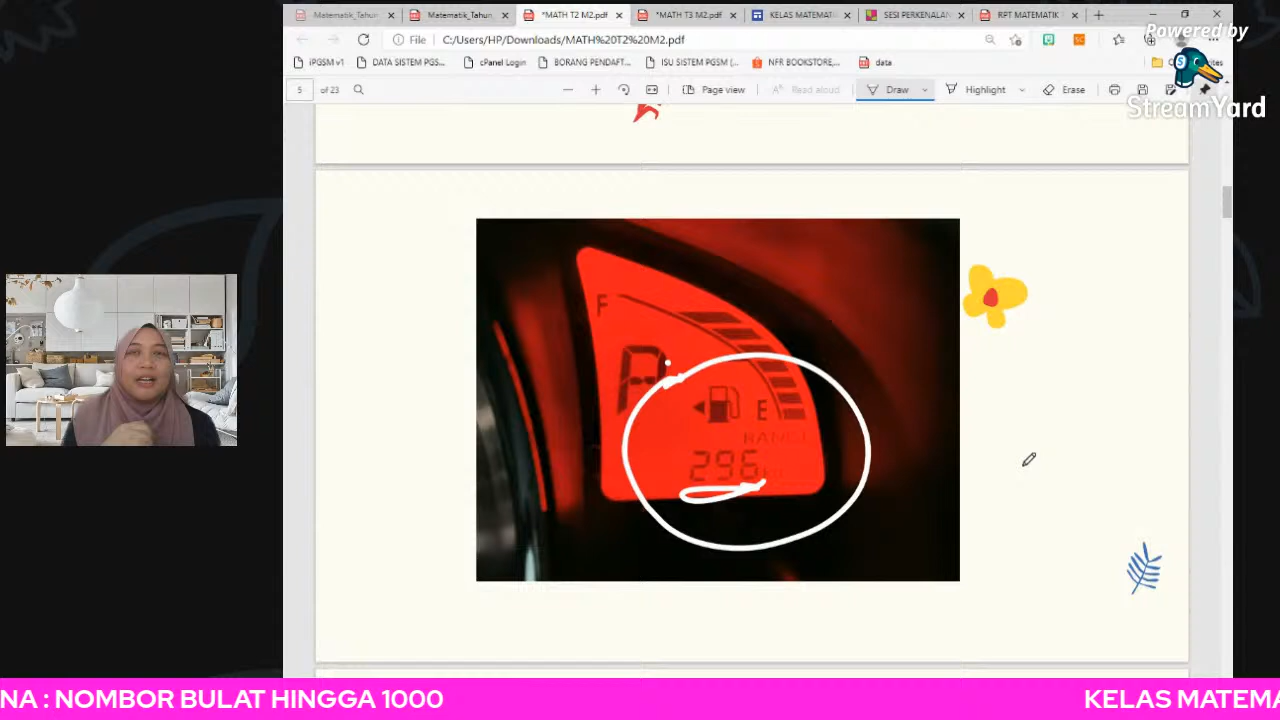 Matematik_Tahun
Matematik_Tahun
*MATH T2 M2.pdf
*MATH T3 M2.pdf
KELAS MATEMATI
SESI PERKENALAN
RPT MATEMATIK
Powered by
StreamYard
File
C:/Users/HP/Downloads/MATH%20T2%20M2.pdf
iPGSM v1
DATA SISTEM PGS...
cPanel Login
BORANG PENDAFT...
ISU SISTEM PGSM (...
NFR BOOKSTORE,...
data
5
of 23
Page view
Read aloud
Draw
Highlight
Erase
F
P
E
RANGE
296
NA : NOMBOR BULAT HINGGA 1000
KELAS MATEMA